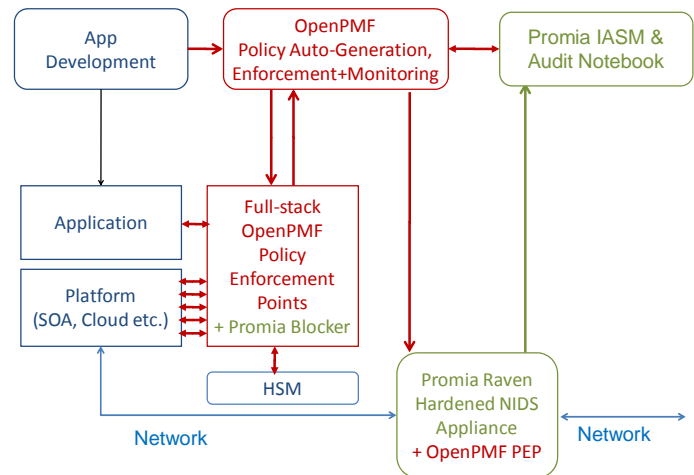 App
Development
OpenPMF
Policy Auto-Generation,
Enforcement+Monitoring
Promia IASM &
Audit Notebook
Application
Full-stack
OpenPMF
Policy
Enforcement
Points
+ Promia Blocker
Platform
(SOA, Cloud etc.)
HSM
Promia Raven
Hardened NIDS
Appliance
+ OpenPMF PEP
Network
Network